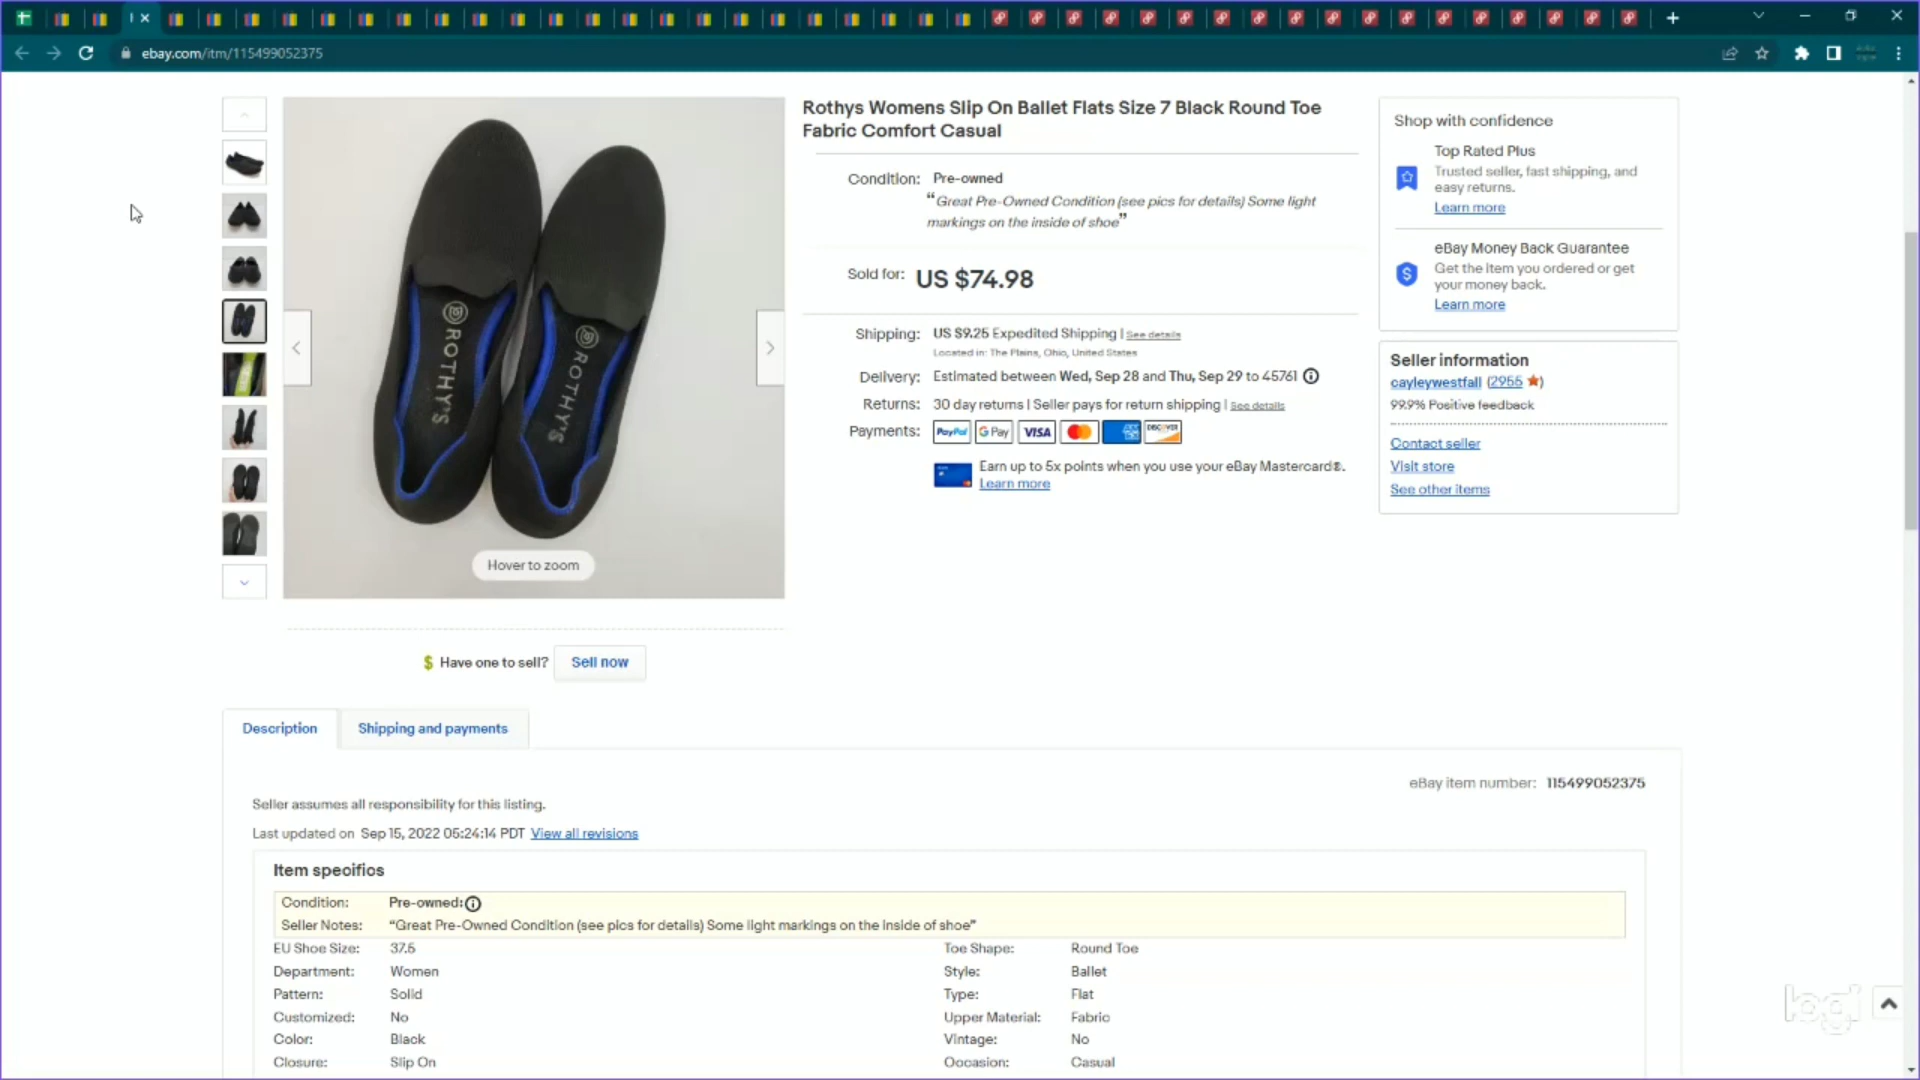 ebay.com/itm/115499052375
Rothys Womens Slip On Ballet Flats Size 7 Black Round Toe
Fabric Comfort Casual
Condition: Pre-owned
“Great Pre-Owned Condition (see pics for details) Some light
markings on the inside of shoe”
Sold for: US $74.98
Shipping: US $9.25 Expedited Shipping | See details
Located in: The Plains, Ohio, United States
Delivery: Estimated between Wed, Sep 28 and Thu, Sep 29 to 45761
Returns: 30 day returns | Seller pays for return shipping | See details
Payments: PayPal G Pay VISA DISCOVER
Earn up to 5x points when you use your eBay Mastercard®.
Learn more
Shop with confidence
Top Rated Plus
Trusted seller, fast shipping, and
easy returns.
Learn more
eBay Money Back Guarantee
Get the item you ordered or get
your money back.
Learn more
Seller information
cayleywestfall (2955)
99.9% Positive feedback
Contact seller
Visit store
See other items
ROTHY'S
ROTHY'S
Hover to zoom
$ Have one to sell? Sell now
Description
Shipping and payments
eBay item number: 115499052375
Seller assumes all responsibility for this listing.
Last updated on Sep 15, 2022 05:24:14 PDT View all revisions
Item specifics
Condition: Pre-owned:
Seller Notes: “Great Pre-Owned Condition (see pics for details) Some light markings on the inside of shoe”
EU Shoe Size: 37.5 Toe Shape: Round Toe
Department: Women Style: Ballet
Pattern: Solid Type: Flat
Customized: No Upper Material: Fabric
Color: Black Vintage: No
Closure: Slip On Occasion: Casual
logi